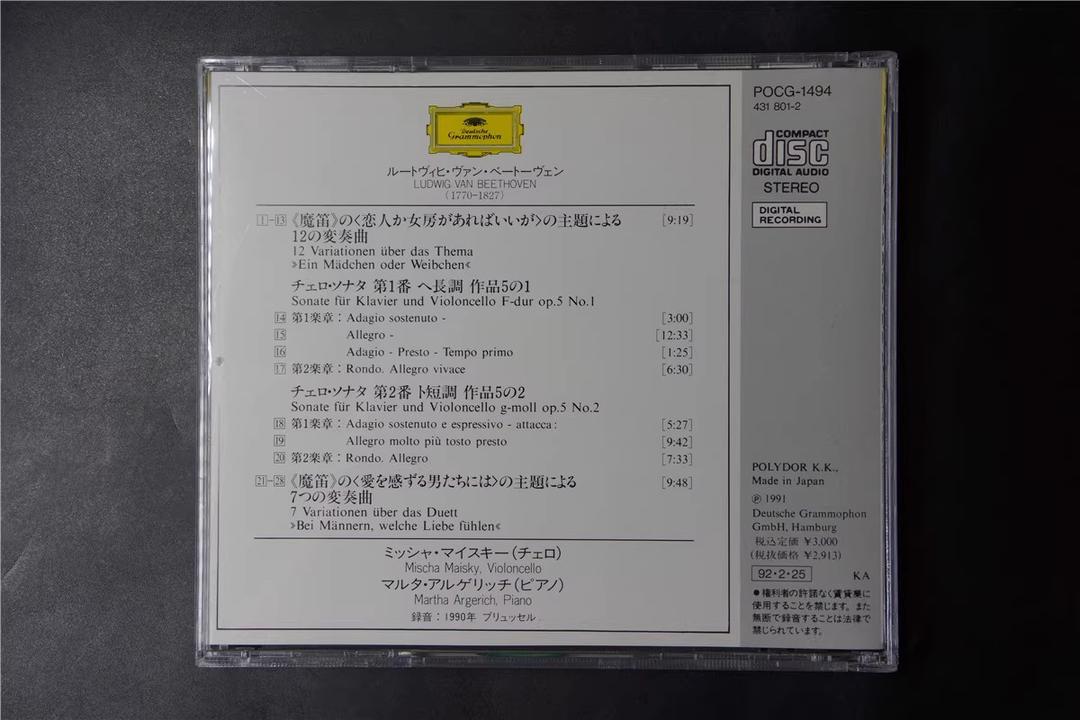 Deutsche
Grammophon
ルートヴィヒ・ヴァン・ベートーヴェン
LUDWIG VAN BEETHOVEN
(1770-1827)
1-13 《魔笛》の〈恋人か女房があればいいが〉の主題による [9:19]
12の変奏曲
12 Variationen über das Thema
»Ein Mädchen oder Weibchen«
チェロ・ソナタ 第1番 ヘ長調 作品5の1
Sonate für Klavier und Violoncello F-dur op.5 No.1
14 第1楽章：Adagio sostenuto - [3:00]
15 Allegro - [12:33]
16 Adagio - Presto - Tempo primo [1:25]
17 第2楽章：Rondo. Allegro vivace [6:30]
チェロ・ソナタ 第2番 ト短調 作品5の2
Sonate für Klavier und Violoncello g-moll op.5 No.2
18 第1楽章：Adagio sostenuto e espressivo - attacca: [5:27]
19 Allegro molto più tosto presto [9:42]
20 第2楽章：Rondo. Allegro [7:33]
21-28 《魔笛》の〈愛を感ずる男たちには〉の主題による [9:48]
7つの変奏曲
7 Variationen über das Duett
»Bei Männern, welche Liebe fühlen«
ミッシャ・マイスキー(チェロ)
Mischa Maisky, Violoncello
マルタ・アルゲリッチ(ピアノ)
Martha Argerich, Piano
録音：1990年 ブリュッセル
POCG-1494
431 801-2
COMPACT
disc
DIGITAL AUDIO
STEREO
DIGITAL
RECORDING
POLYDOR K.K.,
Made in Japan
℗ 1991
Deutsche Grammophon
GmbH, Hamburg
税込定価 ¥3,000
(税抜価格 ¥2,913)
92・2・25 KA
●権利者の許諾なく賃貸業に
使用することを禁じます。また
無断で録音することは法律で
禁じられています。